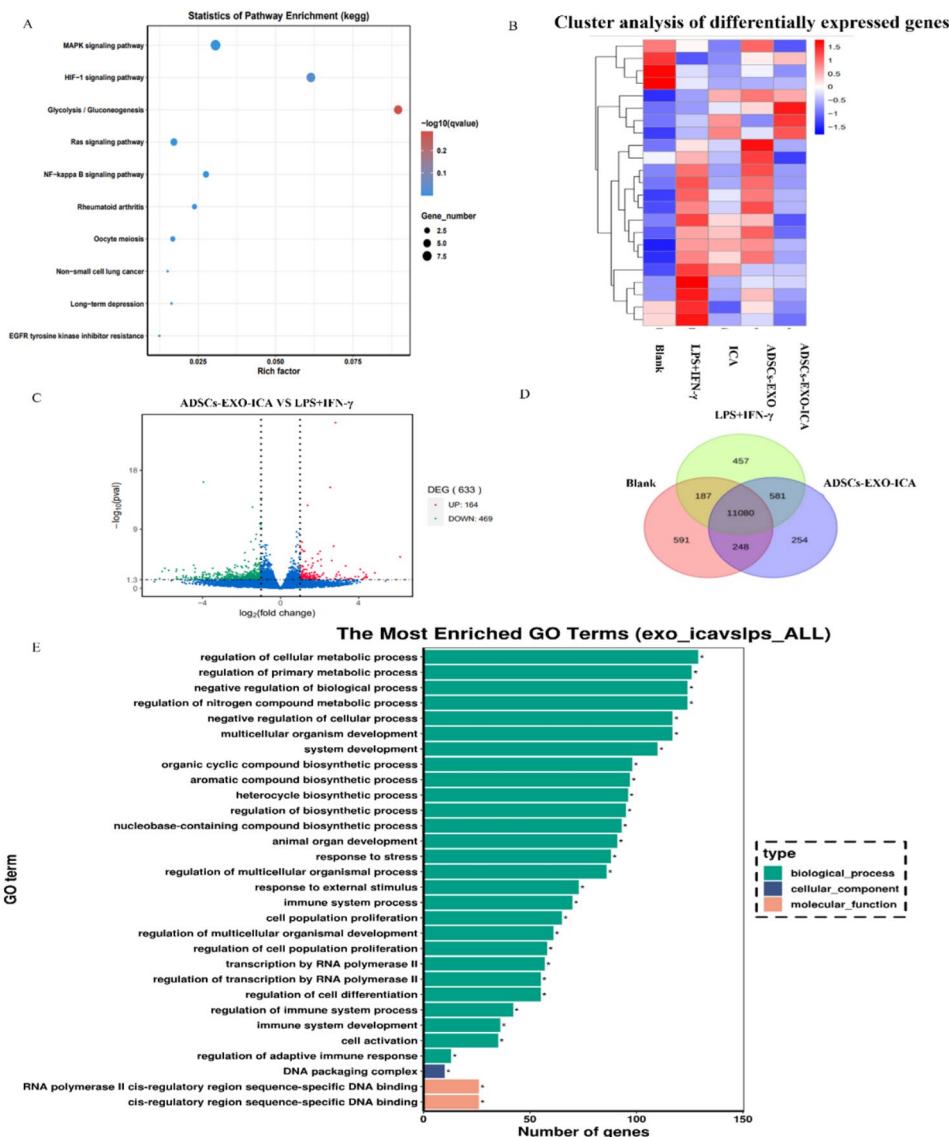 A
Statistics of Pathway Enrichment (kegg)
MAPK signaling pathway
HIF−1 signaling pathway
Glycolysis / Gluconeogenesis
Ras signaling pathway
NF−kappa B signaling pathway
Rheumatoid arthritis
Oocyte meiosis
Non−small cell lung cancer
Long−term depression
EGFR tyrosine kinase inhibitor resistance
0.025
0.050
0.075
Rich factor
−log10(qvalue)
0.2
0.1
Gene_number
2.5
5.0
7.5
B
Cluster analysis of differentially expressed genes
1.5
1
0.5
0
−0.5
−1
−1.5
Blank
LPS+IFN-γ
ICA
ADSCs-EXO
ADSCs-EXO-ICA
C
ADSCs-EXO-ICA VS LPS+IFN-γ
−log10(pval)
18
9
1.3
0
−4
0
4
log2(fold change)
DEG ( 633 )
UP: 164
DOWN: 469
D
LPS+IFN-γ
Blank
ADSCs-EXO-ICA
457
187
581
11080
591
248
254
E
The Most Enriched GO Terms (exo_icavslps_ALL)
GO term
regulation of cellular metabolic process
regulation of primary metabolic process
negative regulation of biological process
regulation of nitrogen compound metabolic process
negative regulation of cellular process
multicellular organism development
system development
organic cyclic compound biosynthetic process
aromatic compound biosynthetic process
heterocycle biosynthetic process
regulation of biosynthetic process
nucleobase-containing compound biosynthetic process
animal organ development
response to stress
regulation of multicellular organismal process
response to external stimulus
immune system process
cell population proliferation
regulation of multicellular organismal development
regulation of cell population proliferation
transcription by RNA polymerase II
regulation of transcription by RNA polymerase II
regulation of cell differentiation
regulation of immune system process
immune system development
cell activation
regulation of adaptive immune response
DNA packaging complex
RNA polymerase II cis-regulatory region sequence-specific DNA binding
cis-regulatory region sequence-specific DNA binding
0
50
100
150
Number of genes
type
biological_process
cellular_component
molecular_function